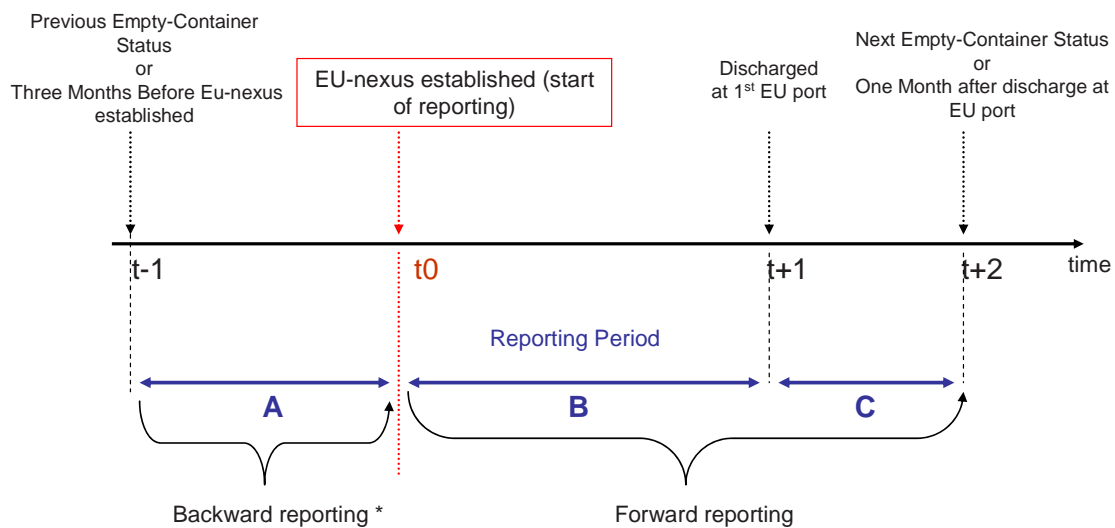 Previous Empty-Container
Status
or
Three Months Before Eu-nexus
established
EU-nexus established (start
of reporting)
Discharged
at 1st EU port
Next Empty-Container Status
or
One Month after discharge at
EU port
t-1
t0
t+1
t+2
time
Reporting Period
A
B
C
Backward reporting *
Forward reporting